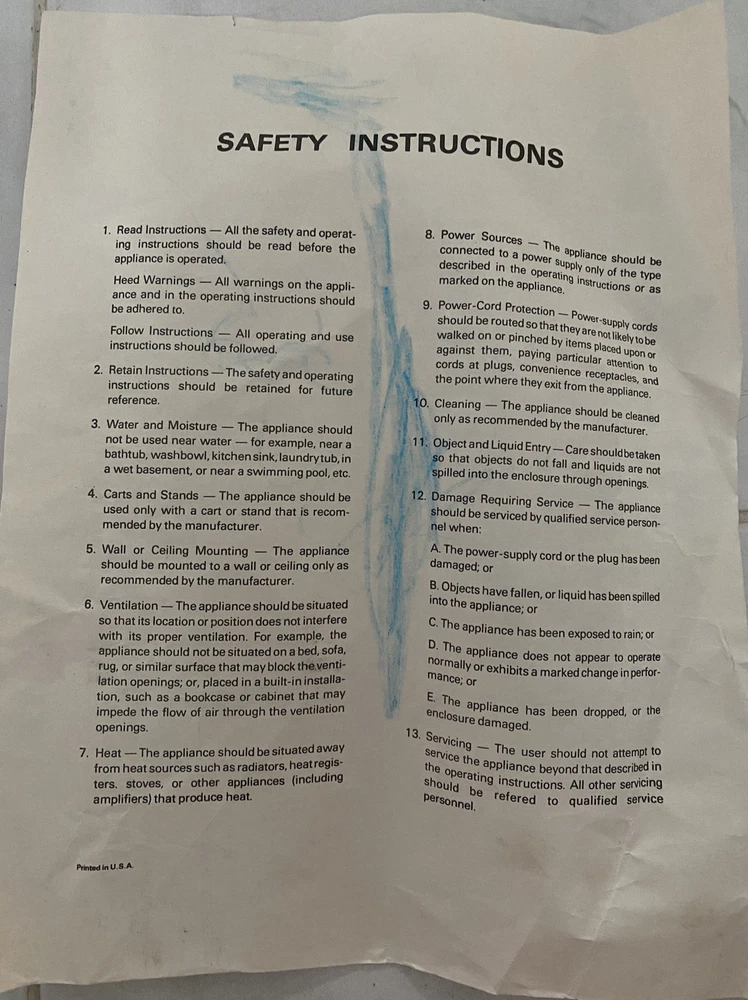 SAFETY INSTRUCTIONS
1. Read Instructions — All the safety and operat-
ing instructions should be read before the
appliance is operated.
Heed Warnings — All warnings on the appli-
ance and in the operating instructions should
be adhered to.
Follow Instructions — All operating and use
instructions should be followed.
2. Retain Instructions — The safety and operating
instructions should be retained for future
reference.
3. Water and Moisture — The appliance should
not be used near water — for example, near a
bathtub, washbowl, kitchen sink, laundry tub, in
a wet basement, or near a swimming pool, etc.
4. Carts and Stands — The appliance should be
used only with a cart or stand that is recom-
mended by the manufacturer.
5. Wall or Ceiling Mounting — The appliance
should be mounted to a wall or ceiling only as
recommended by the manufacturer.
6. Ventilation — The appliance should be situated
so that its location or position does not interfere
with its proper ventilation. For example, the
appliance should not be situated on a bed, sofa,
rug, or similar surface that may block the venti-
lation openings; or, placed in a built-in installa-
tion, such as a bookcase or cabinet that may
impede the flow of air through the ventilation
openings.
7. Heat — The appliance should be situated away
from heat sources such as radiators, heat regis-
ters. stoves, or other appliances (including
amplifiers) that produce heat.
Printed in U.S.A.
8. Power Sources — The appliance should be
connected to a power supply only of the type
described in the operating instructions or as
marked on the appliance.
9. Power-Cord Protection — Power-supply cords
should be routed so that they are not likely to be
walked on or pinched by items placed upon or
against them, paying particular attention to
cords at plugs, convenience receptacles, and
the point where they exit from the appliance.
10. Cleaning — The appliance should be cleaned
only as recommended by the manufacturer.
11. Object and Liquid Entry — Care should be taken
so that objects do not fall and liquids are not
spilled into the enclosure through openings.
12. Damage Requiring Service — The appliance
should be serviced by qualified service person-
nel when:
A. The power-supply cord or the plug has been
damaged; or
B. Objects have fallen, or liquid has been spilled
into the appliance; or
C. The appliance has been exposed to rain; or
D. The appliance does not appear to operate
normally or exhibits a marked change in perfor-
mance; or
E. The appliance has been dropped, or the
enclosure damaged.
13. Servicing — The user should not attempt to
service the appliance beyond that described in
the operating instructions. All other servicing
should be refered to qualified service
personnel.